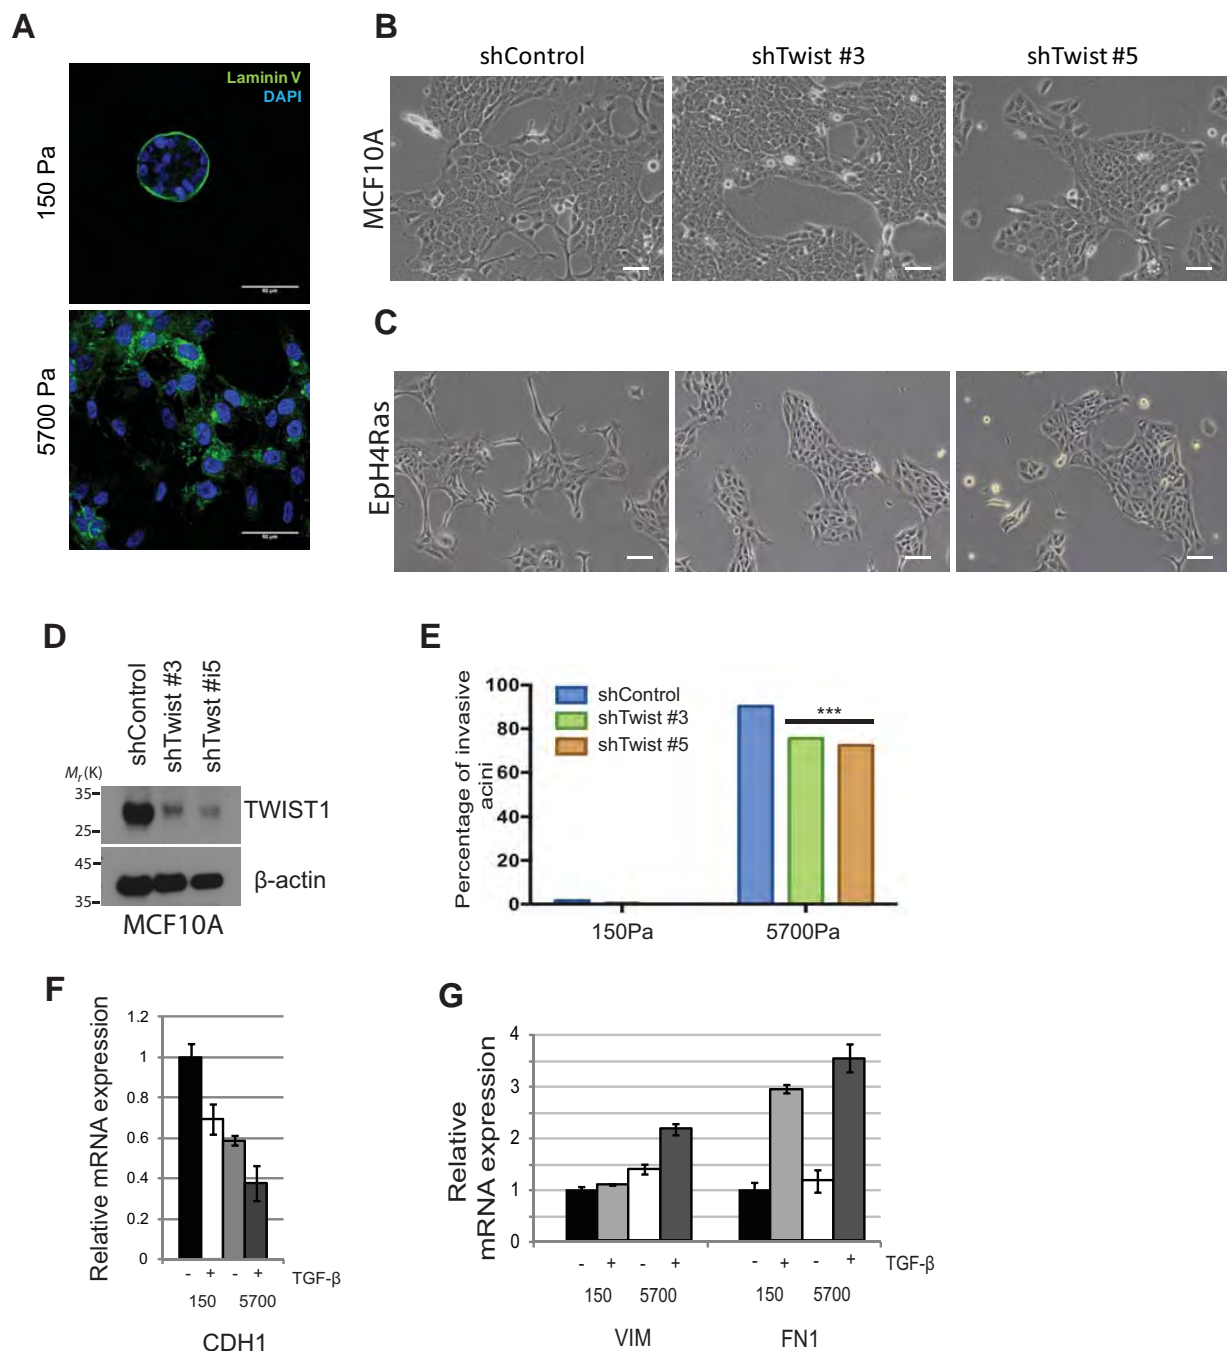 A
Laminin V
DAPI
150 Pa
60 µm
5700 Pa
60 µm
B
shControl
shTwist #3
shTwist #5
MCF10A
C
EpH4Ras
D
shControl
shTwist #3
shTwst #i5
Mr (K)
35
25
TWIST1
45
35
β-actin
MCF10A
E
Percentage of invasive
acini
100
80
60
40
20
0
shControl
shTwist #3
shTwist #5
***
150Pa
5700Pa
F
Relative mRNA expression
1.2
1
0.8
0.6
0.4
0.2
0
- + - + TGF-β
150 5700
CDH1
G
Relative
mRNA expression
4
3
2
1
0
- + - + - + - + TGF-β
150 5700 150 5700
VIM FN1